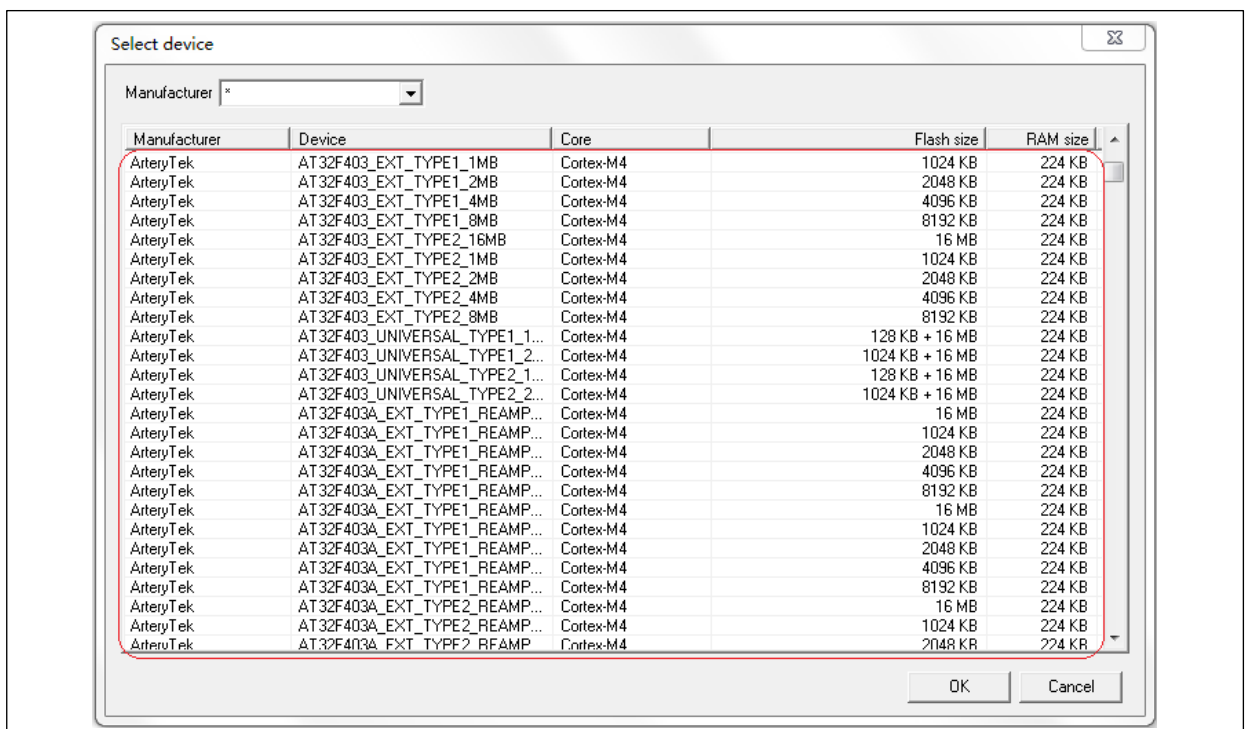 Select device
Manufacturer *
Manufacturer Device Core Flash size RAM size
ArteryTek AT32F403_EXT_TYPE1_1MB Cortex-M4 1024 KB 224 KB
ArteryTek AT32F403_EXT_TYPE1_2MB Cortex-M4 2048 KB 224 KB
ArteryTek AT32F403_EXT_TYPE1_4MB Cortex-M4 4096 KB 224 KB
ArteryTek AT32F403_EXT_TYPE1_8MB Cortex-M4 8192 KB 224 KB
ArteryTek AT32F403_EXT_TYPE2_16MB Cortex-M4 16 MB 224 KB
ArteryTek AT32F403_EXT_TYPE2_1MB Cortex-M4 1024 KB 224 KB
ArteryTek AT32F403_EXT_TYPE2_2MB Cortex-M4 2048 KB 224 KB
ArteryTek AT32F403_EXT_TYPE2_4MB Cortex-M4 4096 KB 224 KB
ArteryTek AT32F403_EXT_TYPE2_8MB Cortex-M4 8192 KB 224 KB
ArteryTek AT32F403_UNIVERSAL_TYPE1_1... Cortex-M4 128 KB + 16 MB 224 KB
ArteryTek AT32F403_UNIVERSAL_TYPE1_2... Cortex-M4 1024 KB + 16 MB 224 KB
ArteryTek AT32F403_UNIVERSAL_TYPE2_1... Cortex-M4 128 KB + 16 MB 224 KB
ArteryTek AT32F403_UNIVERSAL_TYPE2_2... Cortex-M4 1024 KB + 16 MB 224 KB
ArteryTek AT32F403A_EXT_TYPE1_REAMP... Cortex-M4 16 MB 224 KB
ArteryTek AT32F403A_EXT_TYPE1_REAMP... Cortex-M4 1024 KB 224 KB
ArteryTek AT32F403A_EXT_TYPE1_REAMP... Cortex-M4 2048 KB 224 KB
ArteryTek AT32F403A_EXT_TYPE1_REAMP... Cortex-M4 4096 KB 224 KB
ArteryTek AT32F403A_EXT_TYPE1_REAMP... Cortex-M4 8192 KB 224 KB
ArteryTek AT32F403A_EXT_TYPE1_REAMP... Cortex-M4 16 MB 224 KB
ArteryTek AT32F403A_EXT_TYPE1_REAMP... Cortex-M4 1024 KB 224 KB
ArteryTek AT32F403A_EXT_TYPE1_REAMP... Cortex-M4 2048 KB 224 KB
ArteryTek AT32F403A_EXT_TYPE1_REAMP... Cortex-M4 4096 KB 224 KB
ArteryTek AT32F403A_EXT_TYPE1_REAMP... Cortex-M4 8192 KB 224 KB
ArteryTek AT32F403A_EXT_TYPE2_REAMP... Cortex-M4 16 MB 224 KB
ArteryTek AT32F403A_EXT_TYPE2_REAMP... Cortex-M4 1024 KB 224 KB
ArteryTek AT32F403A_EXT_TYPE2_REAMP Cortex-M4 2048 KB 224 KB
OK Cancel